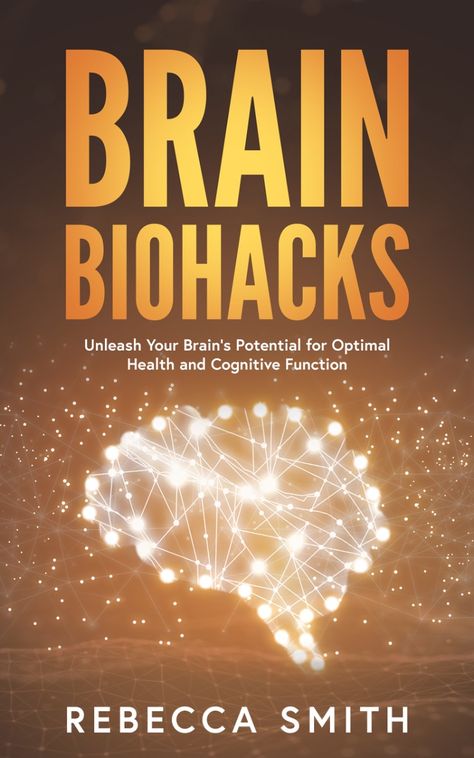 BRAIN
BIOHACKS
Unleash Your Brain's Potential for Optimal
Health and Cognitive Function
REBECCA SMITH